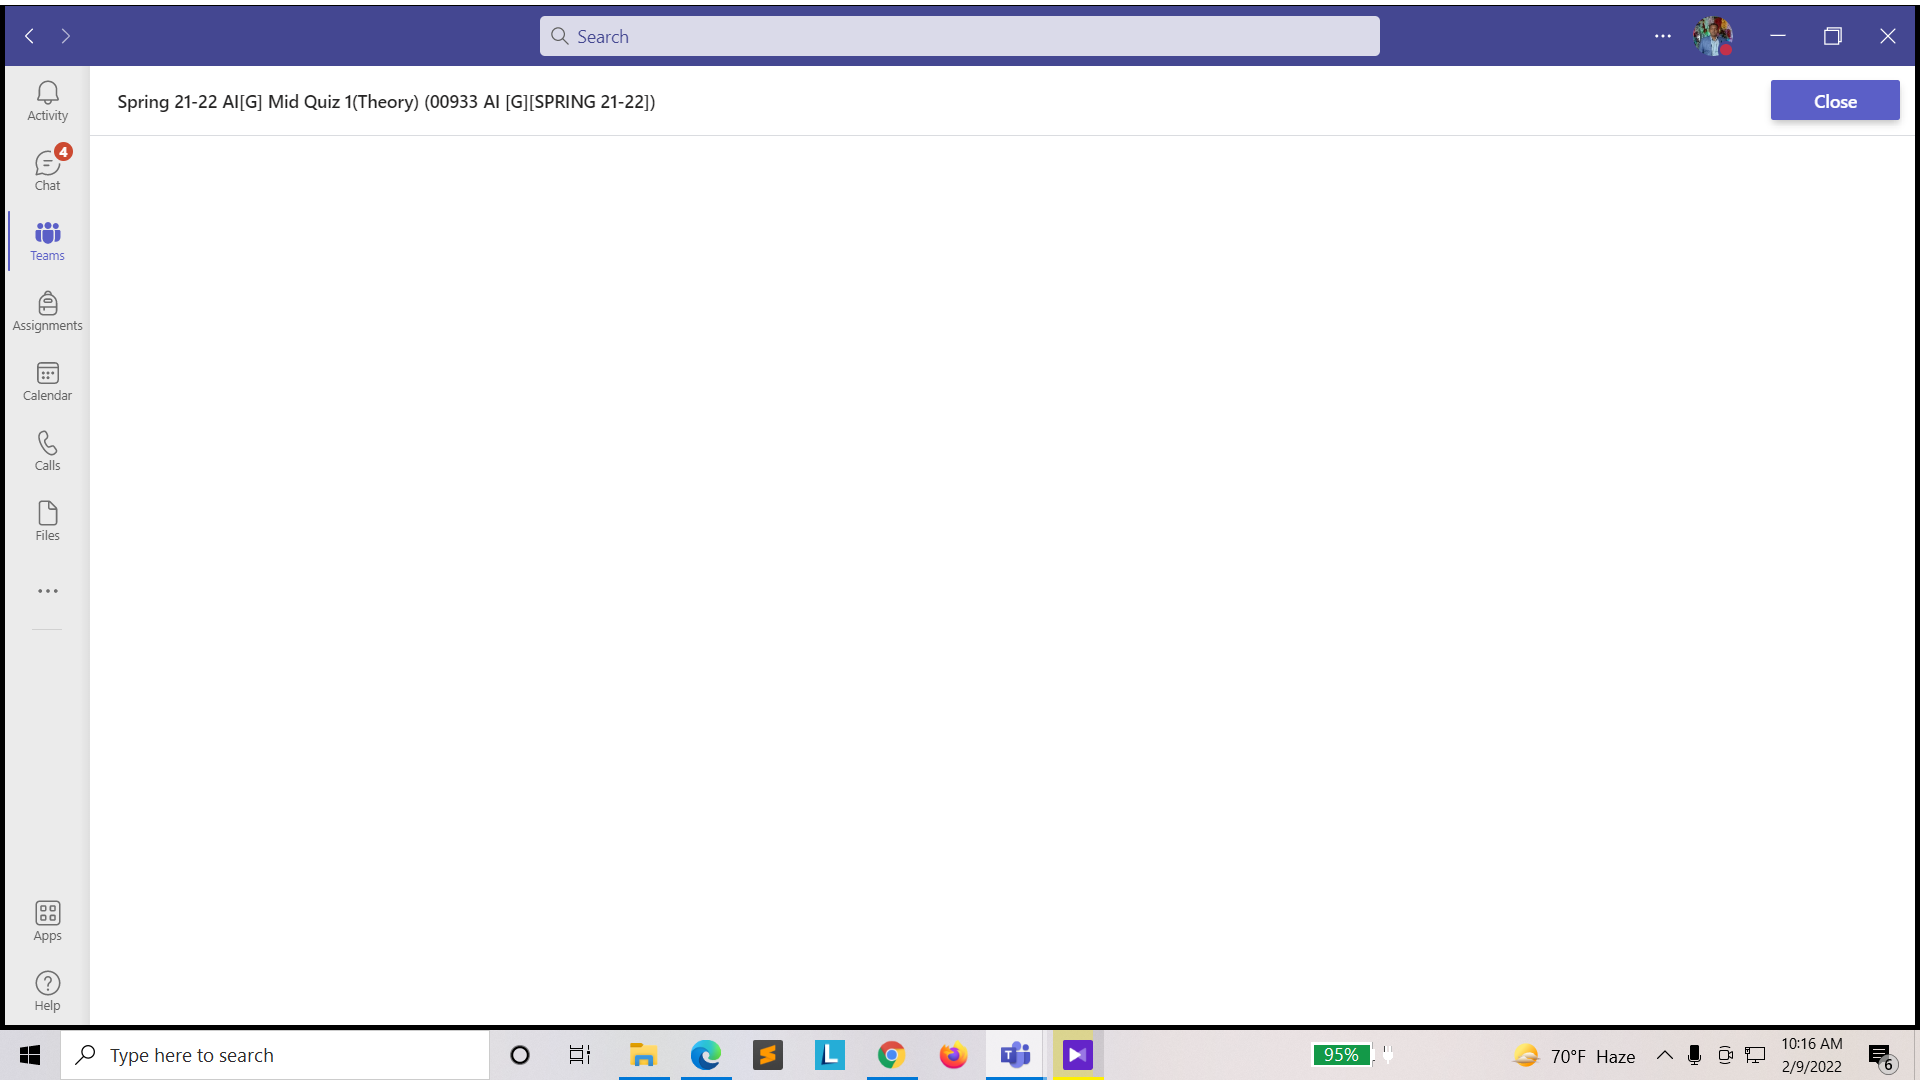 Search
Spring 21-22 AI[G] Mid Quiz 1(Theory) (00933 AI [G][SPRING 21-22])
Close
Activity
4
Chat
Teams
Assignments
Calendar
Calls
Files
Apps
Help
Type here to search
L
T
95%
70°F Haze
10:16 AM
2/9/2022
6